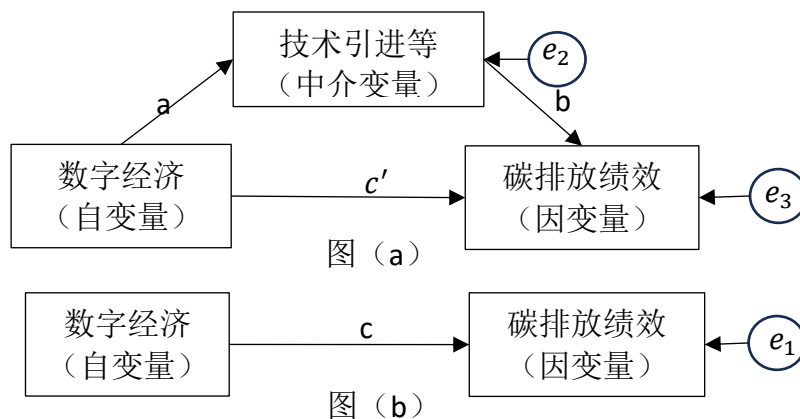 技术引进等
（中介变量）
e₂
a
b
数字经济
（自变量）
c′
碳排放绩效
（因变量）
e₃
图（a）
数字经济
（自变量）
c
碳排放绩效
（因变量）
e₁
图（b）